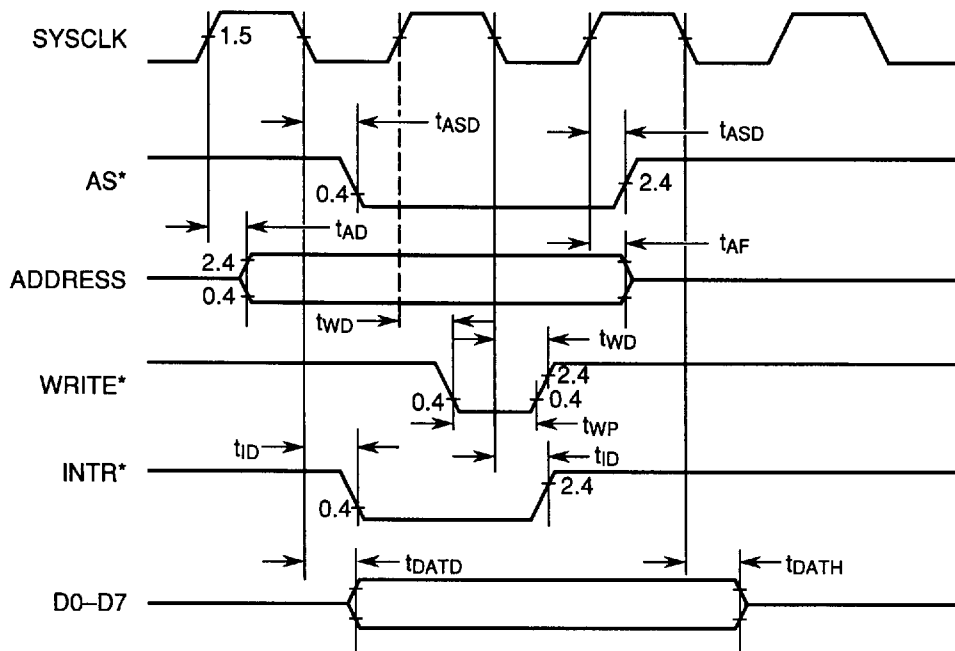 SYSCLK
1.5
tASD
tASD
AS*
0.4
2.4
tAD
tAF
2.4
ADDRESS
0.4
tWD
tWD
WRITE*
2.4
0.4
0.4
tWP
tID
tID
INTR*
2.4
0.4
tDATD
tDATH
D0–D7